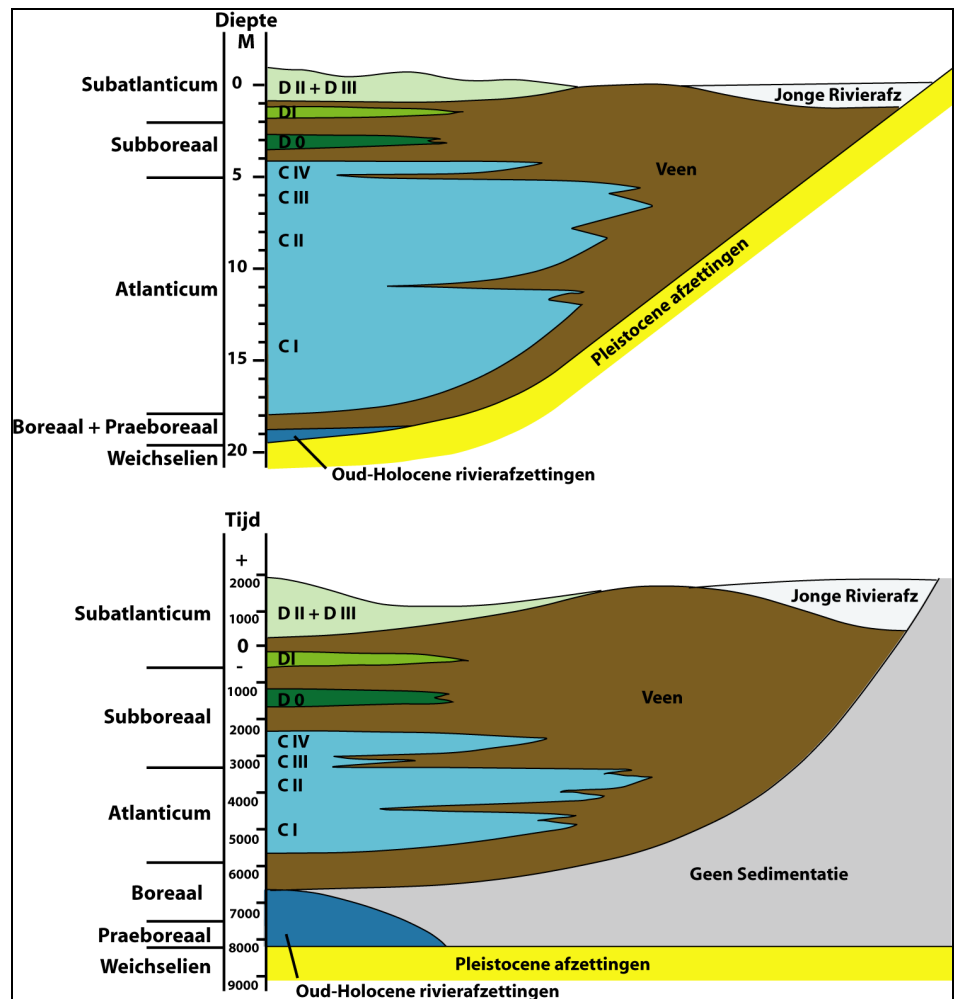 Diepte
M
Subatlanticum
0
D II + D III
Jonge Rivierafz
DI
Subboreaal
D 0
Veen
C IV
5
C III
C II
10
Atlanticum
Pleistocene afzettingen
C I
15
Boreaal + Praeboreaal
20
Weichselien
Oud-Holocene rivierafzettingen
Tijd
+
2000
Jonge Rivierafz
Subatlanticum
D II + D III
1000
0
DI
-
1000
D 0
Veen
Subboreaal
2000
C IV
C III
3000
C II
4000
Atlanticum
C I
5000
6000
Geen Sedimentatie
Boreaal
7000
Praeboreaal
8000
Weichselien
Pleistocene afzettingen
9000
Oud-Holocene rivierafzettingen